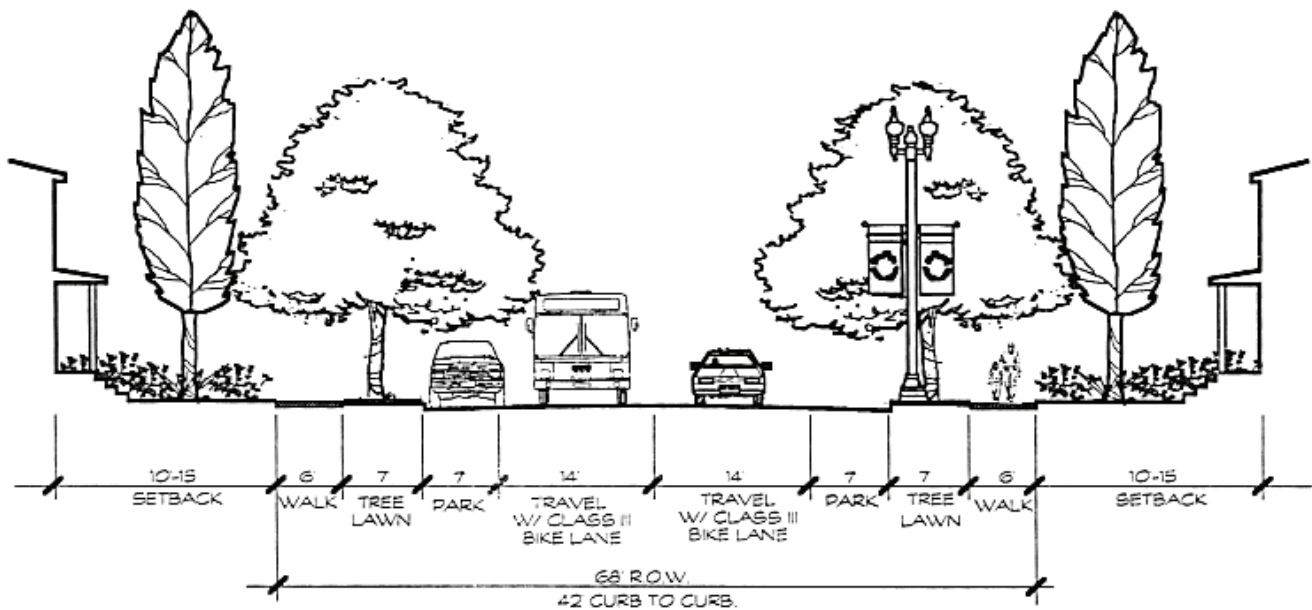 10'-15
SETBACK
6'
WALK
7
TREE
LAWN
7
PARK
14'
TRAVEL
W/ CLASS III
BIKE LANE
14'
TRAVEL
W/ CLASS III
BIKE LANE
7
PARK
7
TREE
LAWN
6'
WALK
10'-15
SETBACK
68' R.O.W.
42' CURB TO CURB.